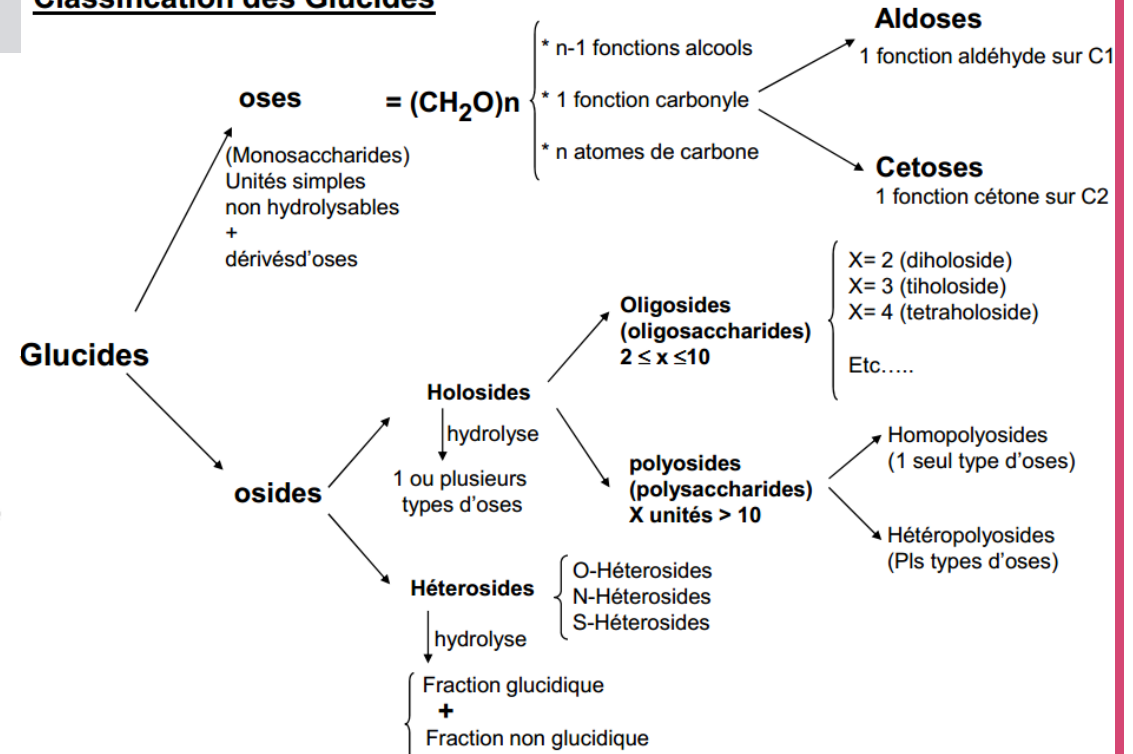 Classification des Glucides
oses
= (CH2O)n
* n-1 fonctions alcools
* 1 fonction carbonyle
* n atomes de carbone
Aldoses
1 fonction aldéhyde sur C1
Cetoses
1 fonction cétone sur C2
(Monosaccharides)
Unités simples
non hydrolysables
+
dérivésd'oses
Glucides
osides
Holosides
hydrolyse
1 ou plusieurs
types d'oses
Oligosides
(oligosaccharides)
2 ≤ x ≤10
X= 2 (diholoside)
X= 3 (tiholoside)
X= 4 (tetraholoside)
Etc…..
polyosides
(polysaccharides)
X unités > 10
Homopolyosides
(1 seul type d'oses)
Hétéropolyosides
(Pls types d'oses)
Héterosides
O-Héterosides
N-Héterosides
S-Héterosides
hydrolyse
Fraction glucidique
+
Fraction non glucidique